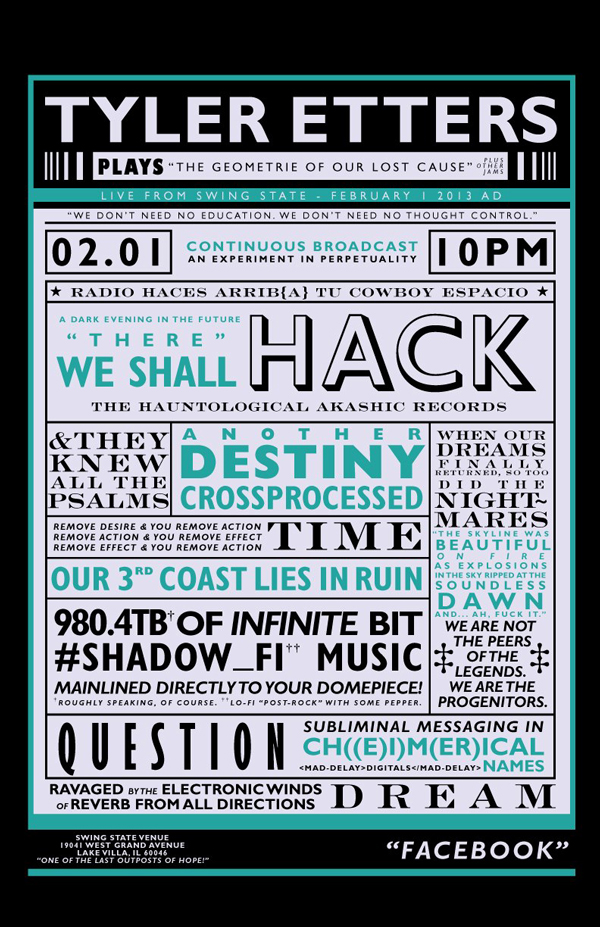 TYLER ETTERS
PLAYS “THE GEOMETRIE OF OUR LOST CAUSE” PLUS OTHER JAMS
LIVE FROM SWING STATE - FEBRUARY 1 2013 AD
“WE DON’T NEED NO EDUCATION. WE DON’T NEED NO THOUGHT CONTROL.”
02.01
CONTINUOUS BROADCAST
AN EXPERIMENT IN PERPETUALITY
10PM
★ RADIO HACES ARRIB{A} TU COWBOY ESPACIO ★
A DARK EVENING IN THE FUTURE
“THERE”
WE SHALL
HACK
THE HAUNTOLOGICAL AKASHIC RECORDS
&THEY
KNEW
ALL THE
PSALMS
ANOTHER
DESTINY
CROSSPROCESSED
REMOVE DESIRE & YOU REMOVE ACTION
REMOVE ACTION & YOU REMOVE EFFECT
REMOVE EFFECT & YOU REMOVE ACTION
TIME
OUR 3RD COAST LIES IN RUIN
WHEN OUR
DREAMS
FINALLY
RETURNED, SO TOO
DID THE
NIGHT~
MARES
“THE SKYLINE WAS
BEAUTIFUL
ON FIRE
AS EXPLOSIONS
IN THE SKY RIPPED AT THE
SOUNDLESS
DAWN
AND... AH, FUCK IT.”
WE ARE NOT
THE PEERS
OF THE
LEGENDS.
WE ARE THE
PROGENITORS.
980.4TB† OF INFINITE BIT
#SHADOW_FI†† MUSIC
MAINLINED DIRECTLY TO YOUR DOMEPIECE!
†ROUGHLY SPEAKING, OF COURSE. ††LO-FI “POST-ROCK” WITH SOME PEPPER.
QUESTION
SUBLIMINAL MESSAGING IN
CH((E)I)M(ER)ICAL
<MAD-DELAY>DIGITALS</MAD-DELAY> NAMES
RAVAGED BY THE ELECTRONIC WINDS
OF REVERB FROM ALL DIRECTIONS
DREAM
SWING STATE VENUE
19041 WEST GRAND AVENUE
LAKE VILLA, IL 60046
“ONE OF THE LAST OUTPOSTS OF HOPE!”
“FACEBOOK”